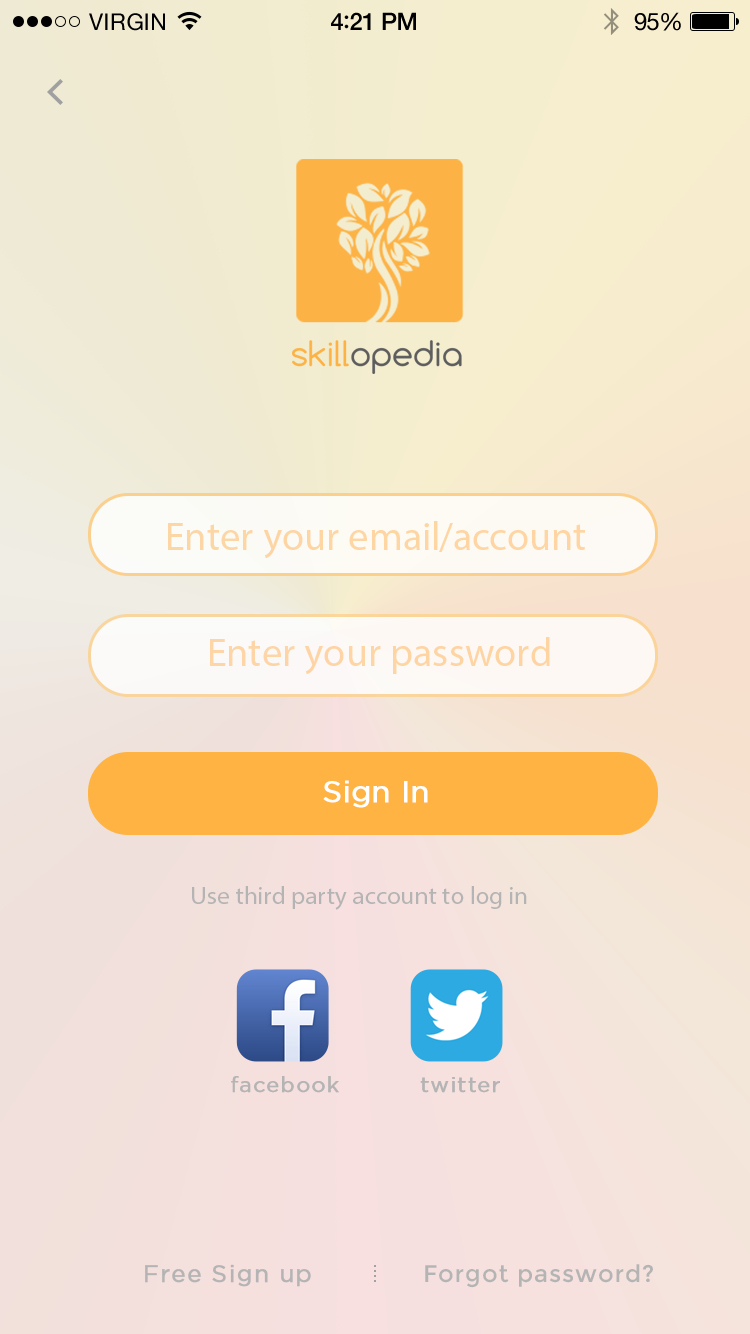 VIRGIN 4:21 PM 95%
skillopedia
Enter your email/account
Enter your password
Sign In
Use third party account to log in
facebook twitter
Free Sign up Forgot password?